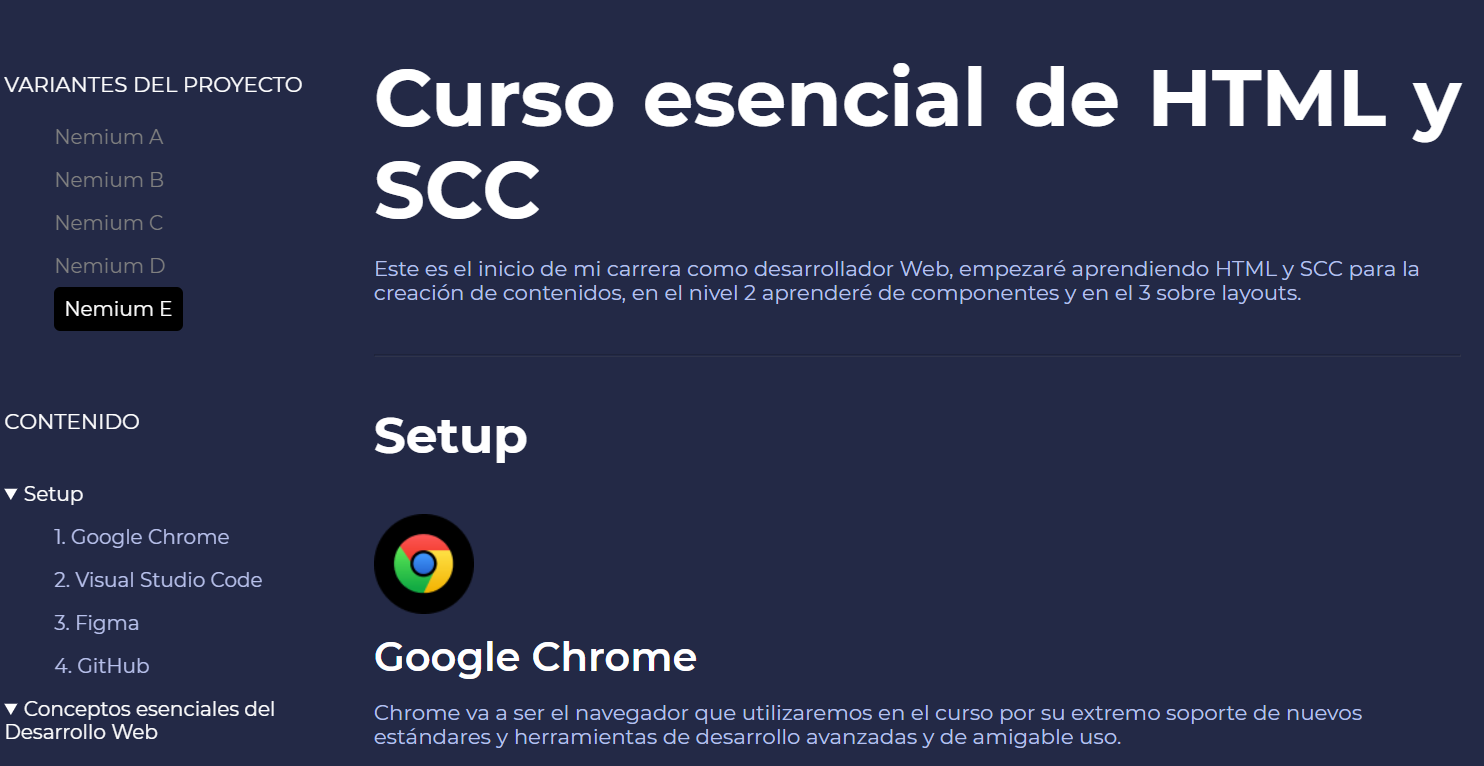 VARIANTES DEL PROYECTO
Nemium A
Nemium B
Nemium C
Nemium D
Nemium E
CONTENIDO
▼ Setup
1. Google Chrome
2. Visual Studio Code
3. Figma
4. GitHub
▼ Conceptos esenciales del
Desarrollo Web
Curso esencial de HTML y
SCC
Este es el inicio de mi carrera como desarrollador Web, empezaré aprendiendo HTML y SCC para la
creación de contenidos, en el nivel 2 aprenderé de componentes y en el 3 sobre layouts.
Setup
Google Chrome
Chrome va a ser el navegador que utilizaremos en el curso por su extremo soporte de nuevos
estándares y herramientas de desarrollo avanzadas y de amigable uso.